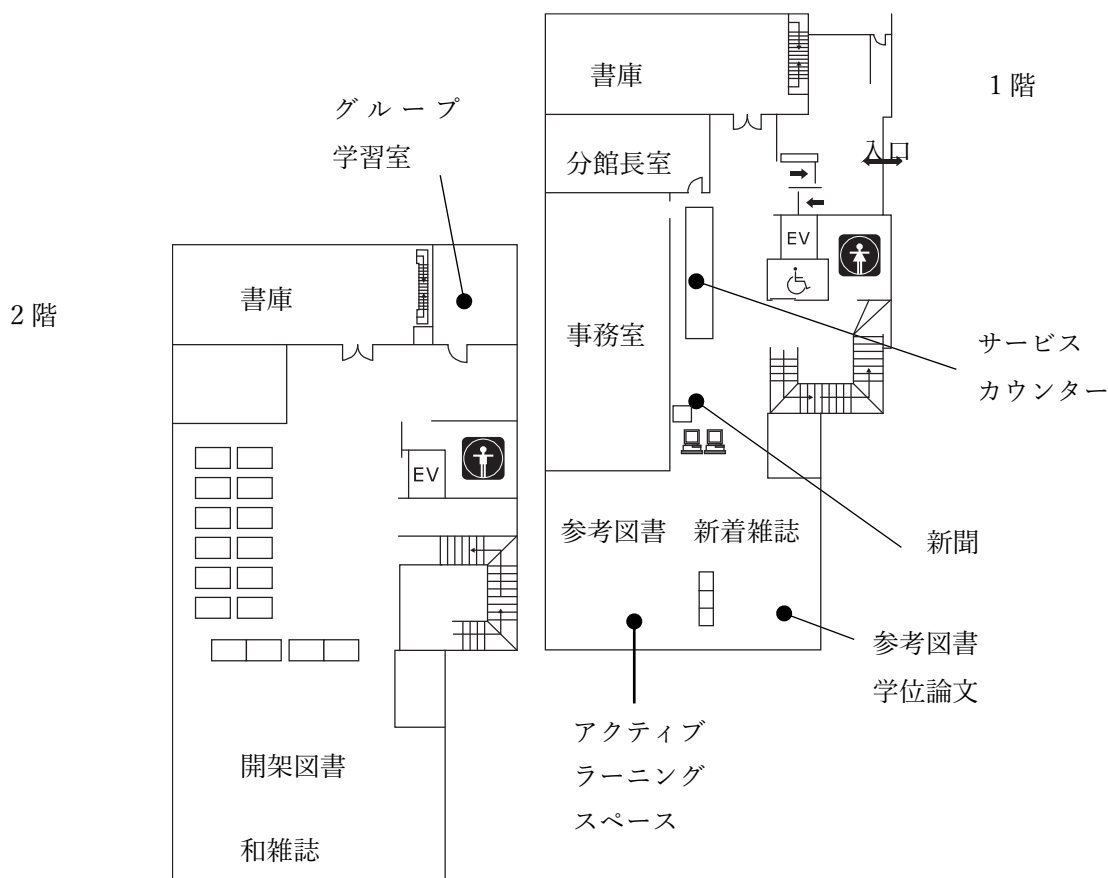 1 階
書庫
分館長室
入口
EV
事務室
サービス
カウンター
新聞
参考図書
新着雑誌
参考図書
学位論文
アクティブ
ラーニング
スペース
2 階
グループ
学習室
書庫
EV
開架図書
和雑誌